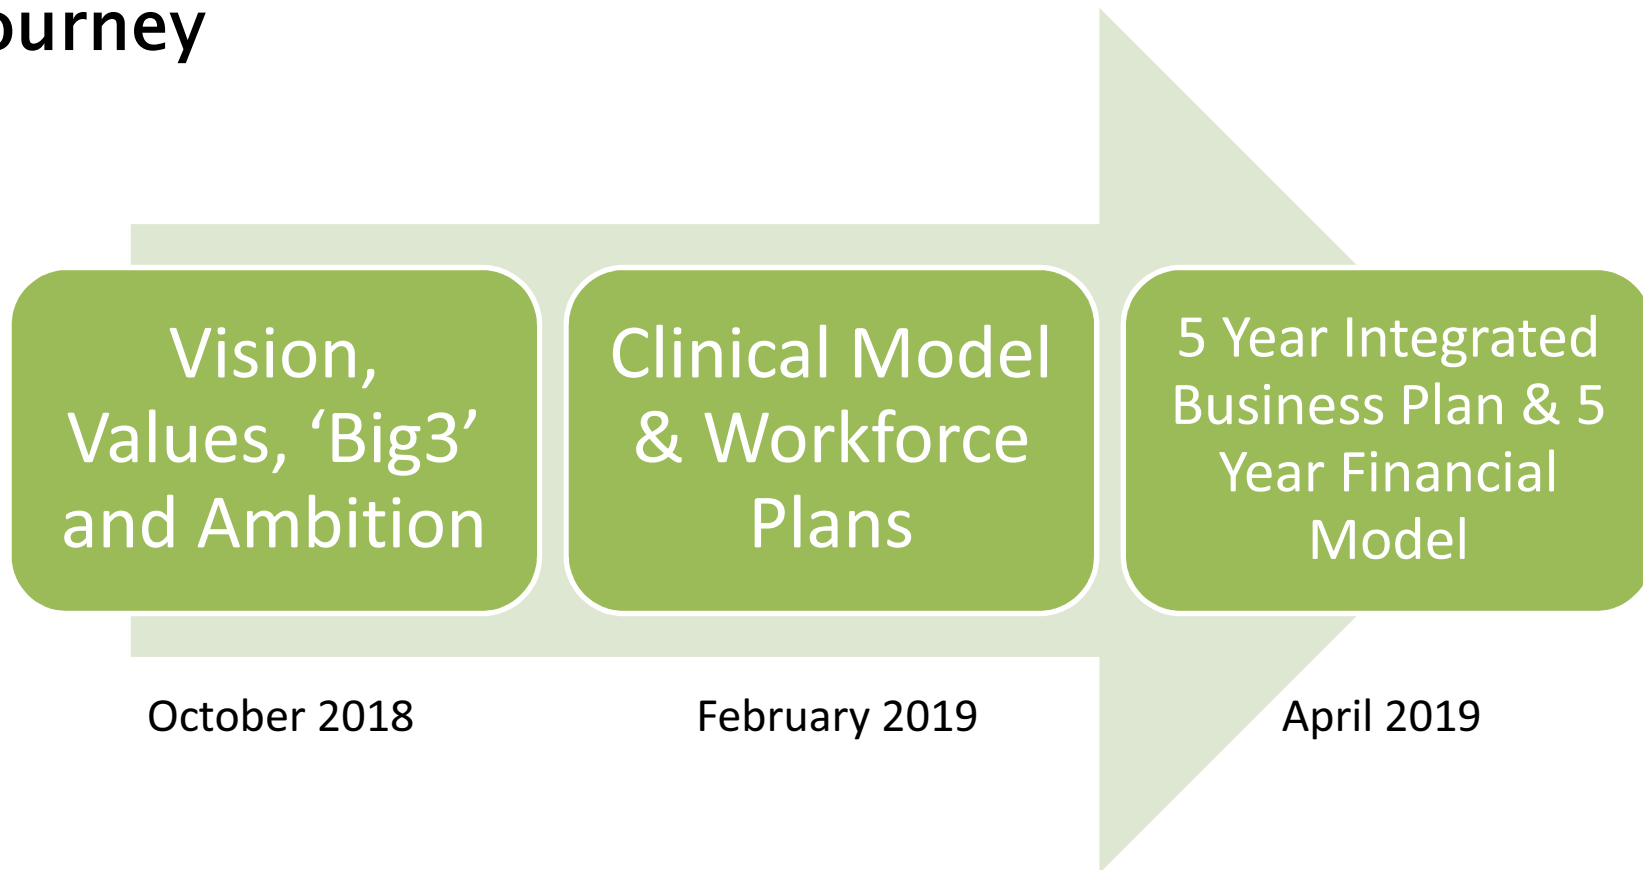 ourney
Vision,
Values, ‘Big3’
and Ambition
Clinical Model
& Workforce
Plans
5 Year Integrated
Business Plan & 5
Year Financial
Model
October 2018
February 2019
April 2019